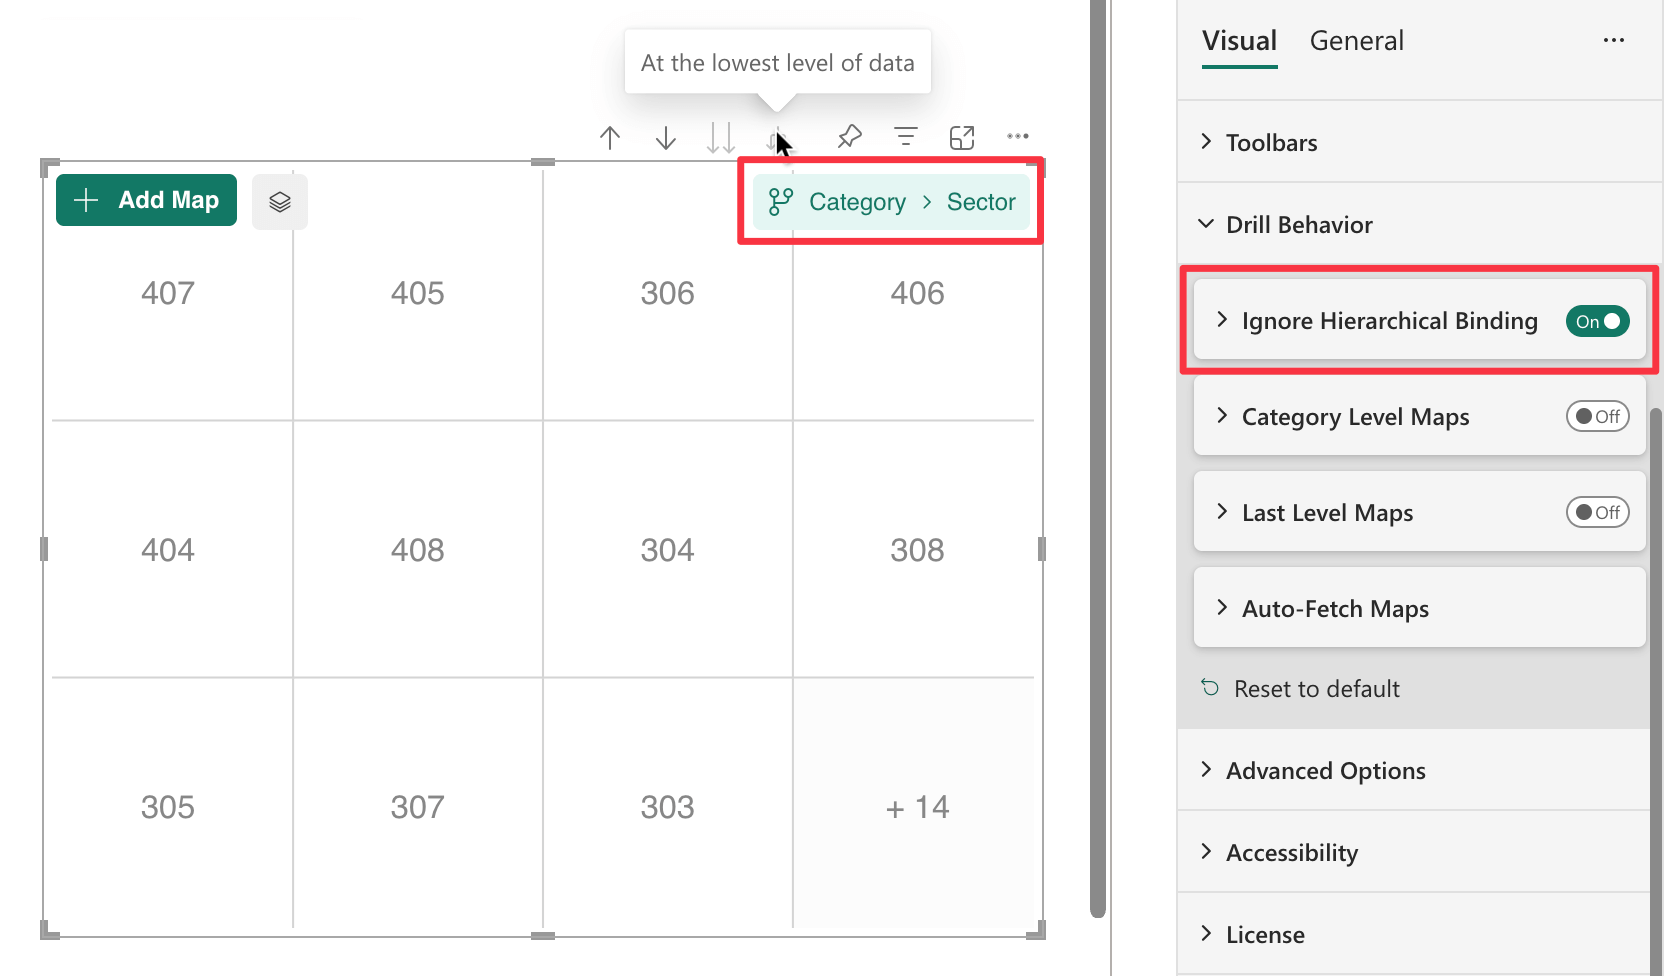 At the lowest level of data
Add Map
Category > Sector
407 405 306 406
404 408 304 308
305 307 303 + 14
Visual General
Toolbars
Drill Behavior
Ignore Hierarchical Binding On
Category Level Maps Off
Last Level Maps Off
Auto-Fetch Maps
Reset to default
Advanced Options
Accessibility
License